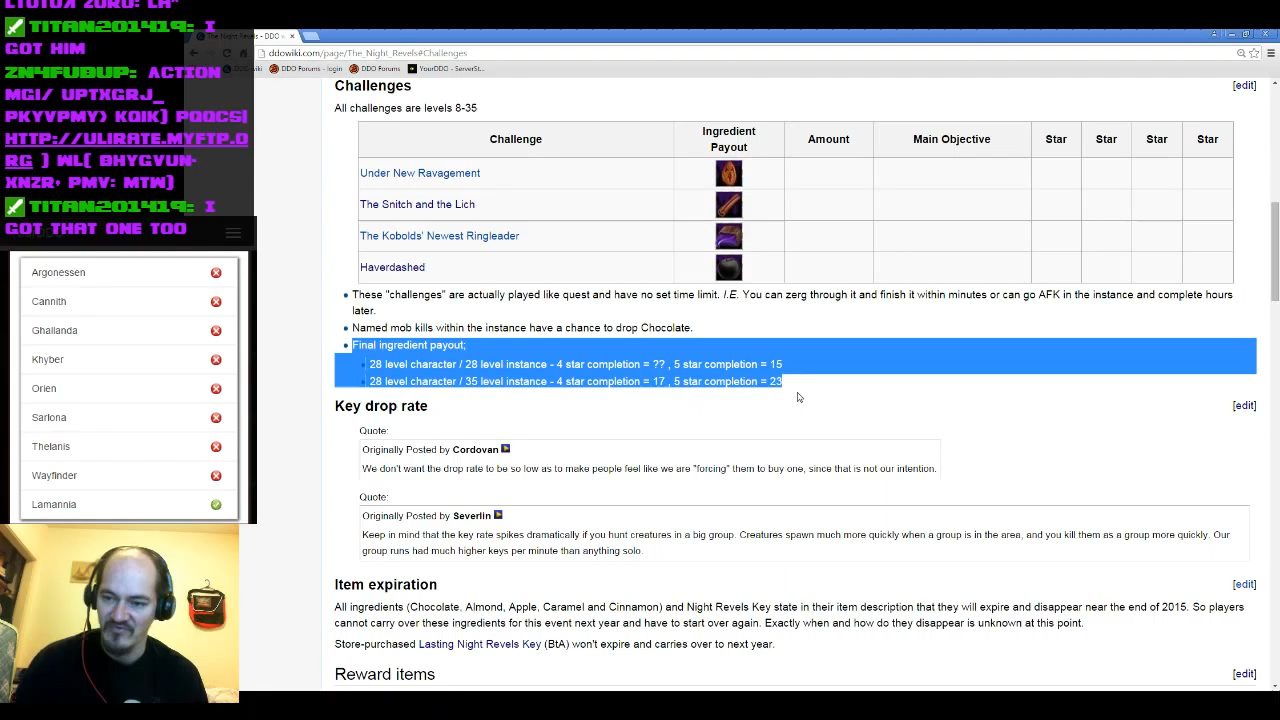 TITAN201419: I
GOT HIM
ZN4FUBUP: ACTION
MGI/ UPTXGRJ_
PKYVPMY) KQIK) PQQCS|
HTTP://ULIRATE.MYFTP.O
RG ) WL( BHYGVUN-
XNZR+ PMV: MTW)
TITAN201419: I
GOT THAT ONE TOO
Argonessen
Cannith
Ghallanda
Khyber
Orien
Sarlona
Thelanis
Wayfinder
Lamannia
The Night Revels - DDO w
ddowiki.com/page/The_Night_Revels#Challenges
DDO wiki
DDO Forums - login
DDO Forums
YourDDO - ServerSt...
Challenges
[edit]
All challenges are levels 8-35
Challenge Ingredient Payout Amount Main Objective Star Star Star Star
Under New Ravagement
The Snitch and the Lich
The Kobolds' Newest Ringleader
Haverdashed
These "challenges" are actually played like quest and have no set time limit. I.E. You can zerg through it and finish it within minutes or can go AFK in the instance and complete hours
later.
Named mob kills within the instance have a chance to drop Chocolate.
Final ingredient payout;
28 level character / 28 level instance - 4 star completion = ?? , 5 star completion = 15
28 level character / 35 level instance - 4 star completion = 17 , 5 star completion = 23
Key drop rate
[edit]
Quote:
Originally Posted by Cordovan
We don't want the drop rate to be so low as to make people feel like we are "forcing" them to buy one, since that is not our intention.
Quote:
Originally Posted by Severlin
Keep in mind that the key rate spikes dramatically if you hunt creatures in a big group. Creatures spawn much more quickly when a group is in the area, and you kill them as a group more quickly. Our
group runs had much higher keys per minute than anything solo.
Item expiration
[edit]
All ingredients (Chocolate, Almond, Apple, Caramel and Cinnamon) and Night Revels Key state in their item description that they will expire and disappear near the end of 2015. So players
cannot carry over these ingredients for this event next year and have to start over again. Exactly when and how do they disappear is unknown at this point.
Store-purchased Lasting Night Revels Key (BtA) won't expire and carries over to next year.
Reward items
[edit]